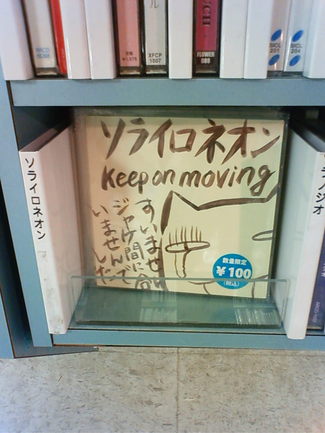 XFCP
1007
FLOWER
ソライロネオン
ソライロネオン
Keep on moving
すいません
ジャケ間に合
いませんでした
数量限定
¥100
(税込)